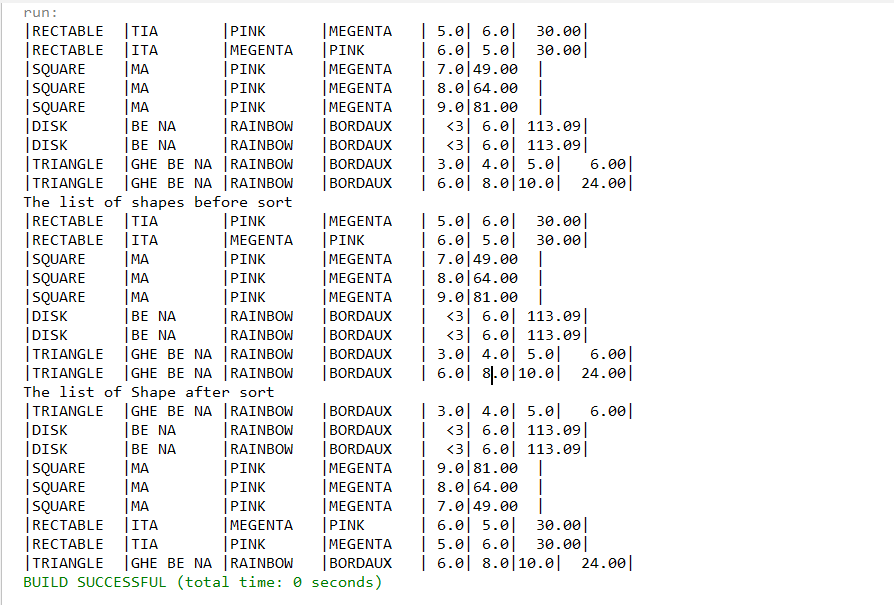 run:
|RECTABLE  |TIA       |PINK      |MEGENTA   | 5.0| 6.0|  30.00|
|RECTABLE  |ITA       |MEGENTA   |PINK      | 6.0| 5.0|  30.00|
|SQUARE    |MA        |PINK      |MEGENTA   | 7.0|49.00  |
|SQUARE    |MA        |PINK      |MEGENTA   | 8.0|64.00  |
|SQUARE    |MA        |PINK      |MEGENTA   | 9.0|81.00  |
|DISK      |BE NA     |RAINBOW   |BORDAUX   |  <3| 6.0| 113.09|
|DISK      |BE NA     |RAINBOW   |BORDAUX   |  <3| 6.0| 113.09|
|TRIANGLE  |GHE BE NA |RAINBOW   |BORDAUX   | 3.0| 4.0| 5.0|   6.00|
|TRIANGLE  |GHE BE NA |RAINBOW   |BORDAUX   | 6.0| 8.0|10.0|  24.00|
The list of shapes before sort
|RECTABLE  |TIA       |PINK      |MEGENTA   | 5.0| 6.0|  30.00|
|RECTABLE  |ITA       |MEGENTA   |PINK      | 6.0| 5.0|  30.00|
|SQUARE    |MA        |PINK      |MEGENTA   | 7.0|49.00  |
|SQUARE    |MA        |PINK      |MEGENTA   | 8.0|64.00  |
|SQUARE    |MA        |PINK      |MEGENTA   | 9.0|81.00  |
|DISK      |BE NA     |RAINBOW   |BORDAUX   |  <3| 6.0| 113.09|
|DISK      |BE NA     |RAINBOW   |BORDAUX   |  <3| 6.0| 113.09|
|TRIANGLE  |GHE BE NA |RAINBOW   |BORDAUX   | 3.0| 4.0| 5.0|   6.00|
|TRIANGLE  |GHE BE NA |RAINBOW   |BORDAUX   | 6.0| 8.0|10.0|  24.00|
The list of Shape after sort
|TRIANGLE  |GHE BE NA |RAINBOW   |BORDAUX   | 3.0| 4.0| 5.0|   6.00|
|DISK      |BE NA     |RAINBOW   |BORDAUX   |  <3| 6.0| 113.09|
|DISK      |BE NA     |RAINBOW   |BORDAUX   |  <3| 6.0| 113.09|
|SQUARE    |MA        |PINK      |MEGENTA   | 9.0|81.00  |
|SQUARE    |MA        |PINK      |MEGENTA   | 8.0|64.00  |
|SQUARE    |MA        |PINK      |MEGENTA   | 7.0|49.00  |
|RECTABLE  |ITA       |MEGENTA   |PINK      | 6.0| 5.0|  30.00|
|RECTABLE  |TIA       |PINK      |MEGENTA   | 5.0| 6.0|  30.00|
|TRIANGLE  |GHE BE NA |RAINBOW   |BORDAUX   | 6.0| 8.0|10.0|  24.00|
BUILD SUCCESSFUL (total time: 0 seconds)